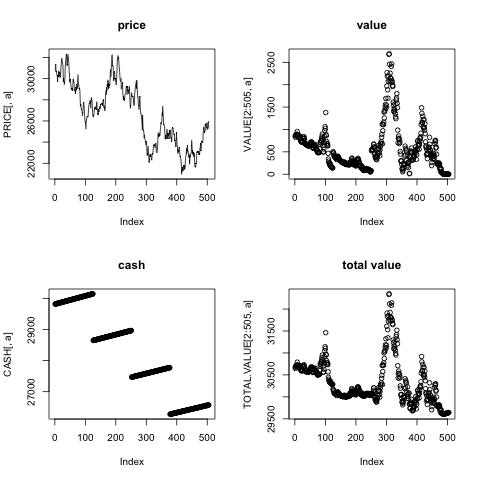 price
PRICE[, a]
22000 26000 30000
0 100 200 300 400 500
Index
value
VALUE[2:505, a]
0 500 1500 2500
0 100 200 300 400 500
Index
cash
CASH[, a]
27000 29000
0 100 200 300 400 500
Index
total value
TOTAL.VALUE[2:505, a]
29500 30500 31500
0 100 200 300 400 500
Index